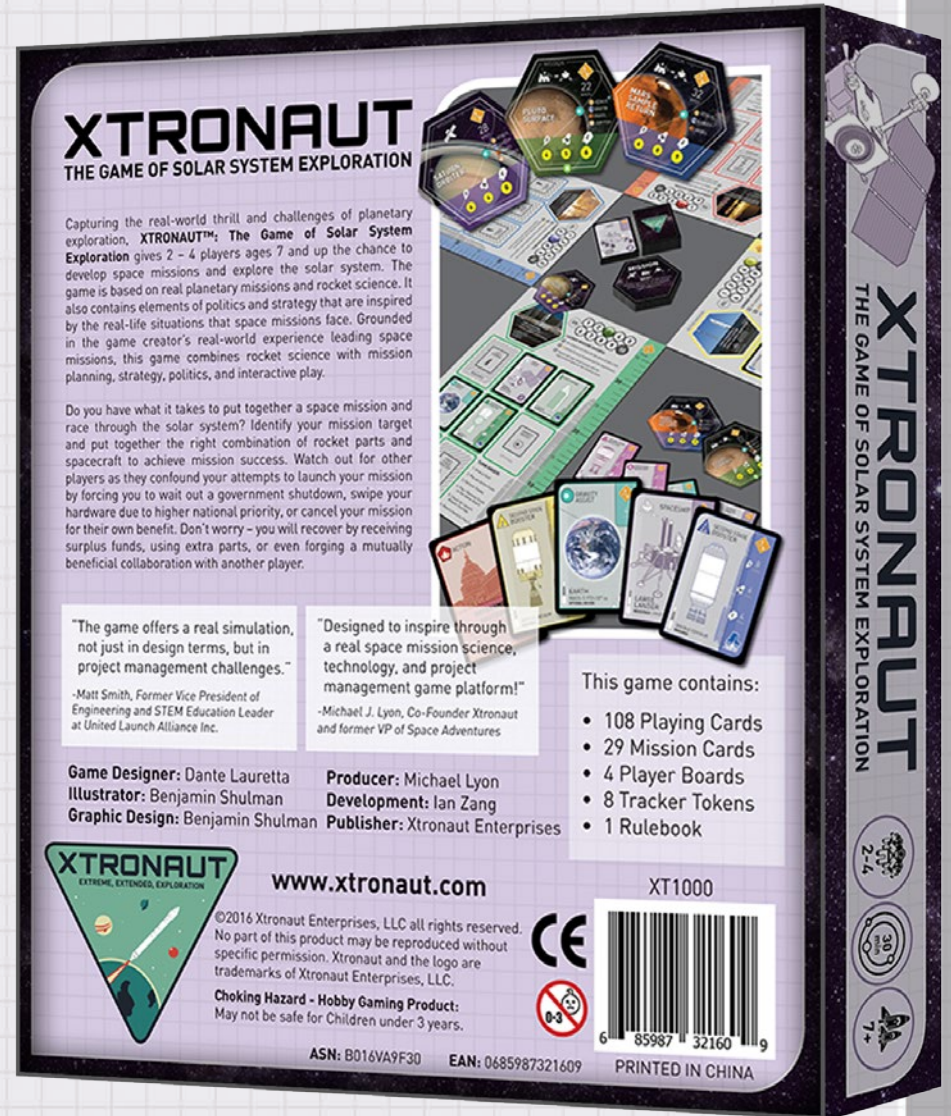 XTRONAUT
THE GAME OF SOLAR SYSTEM EXPLORATION
Capturing the real-world thrill and challenges of planetary
exploration, XTRONAUT™: The Game of Solar System
Exploration gives 2 – 4 players ages 7 and up the chance to
develop space missions and explore the solar system. The
game is based on real planetary missions and rocket science. It
also contains elements of politics and strategy that are inspired
by the real-life situations that space missions face. Grounded
in the game creator's real-world experience leading space
missions, this game combines rocket science with mission
planning, strategy, politics, and interactive play.
Do you have what it takes to put together a space mission and
race through the solar system? Identify your mission target
and put together the right combination of rocket parts and
spacecraft to achieve mission success. Watch out for other
players as they confound your attempts to launch your mission
by forcing you to wait out a government shutdown, swipe your
hardware due to higher national priority, or cancel your mission
for their own benefit. Don't worry – you will recover by receiving
surplus funds, using extra parts, or even forging a mutually
beneficial collaboration with another player.
SATURN
ORBITER
28
PLUTO
SURFACE
22
MARS
SAMPLE
RETURN
22
ACTION
SECOND STAGE
BOOSTER
GRAVITY
ASSIST
EARTH
SPACESHIP
LARGE
LANDER
SECOND STAGE
BOOSTER
"The game offers a real simulation,
not just in design terms, but in
project management challenges."
-Matt Smith, Former Vice President of
Engineering and STEM Education Leader
at United Launch Alliance Inc.
"Designed to inspire through
a real space mission science,
technology, and project
management game platform!"
-Michael J. Lyon, Co-Founder Xtronaut
and former VP of Space Adventures
This game contains:
• 108 Playing Cards
• 29 Mission Cards
• 4 Player Boards
• 8 Tracker Tokens
• 1 Rulebook
Game Designer: Dante Lauretta
Illustrator: Benjamin Shulman
Graphic Design: Benjamin Shulman
Producer: Michael Lyon
Development: Ian Zang
Publisher: Xtronaut Enterprises
XTRONAUT
EXTREME, EXTENDED, EXPLORATION
www.xtronaut.com
©2016 Xtronaut Enterprises, LLC all rights reserved.
No part of this product may be reproduced without
specific permission. Xtronaut and the logo are
trademarks of Xtronaut Enterprises, LLC.
Choking Hazard - Hobby Gaming Product:
May not be safe for Children under 3 years.
ASN: B016VA9F30 EAN: 0685987321609
CE
0-3
XT1000
6 85987 32160 9
PRINTED IN CHINA
XTRONAUT
THE GAME OF SOLAR SYSTEM EXPLORATION
2-4
30
min
7+